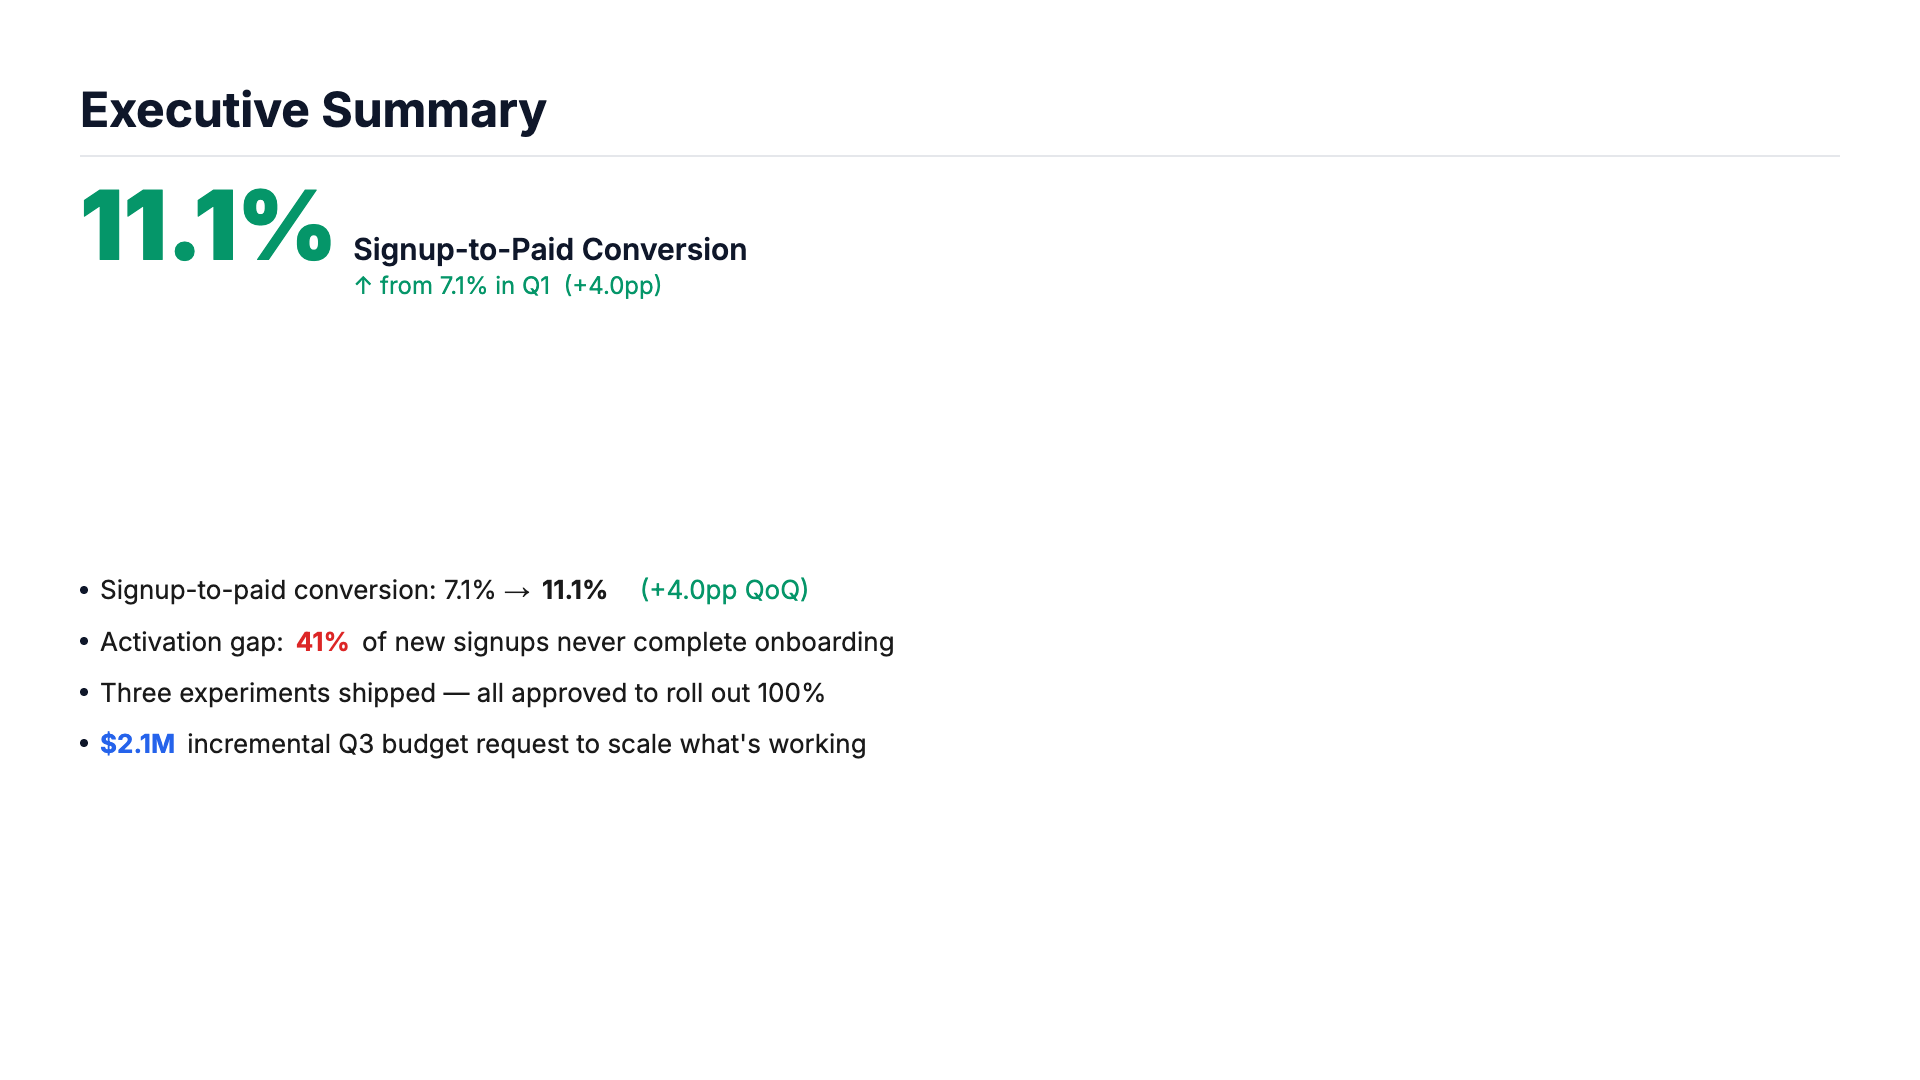 Executive Summary
11.1% Signup-to-Paid Conversion
↑ from 7.1% in Q1 (+4.0pp)
• Signup-to-paid conversion: 7.1% → 11.1% (+4.0pp QoQ)
• Activation gap: 41% of new signups never complete onboarding
• Three experiments shipped — all approved to roll out 100%
• $2.1M incremental Q3 budget request to scale what's working